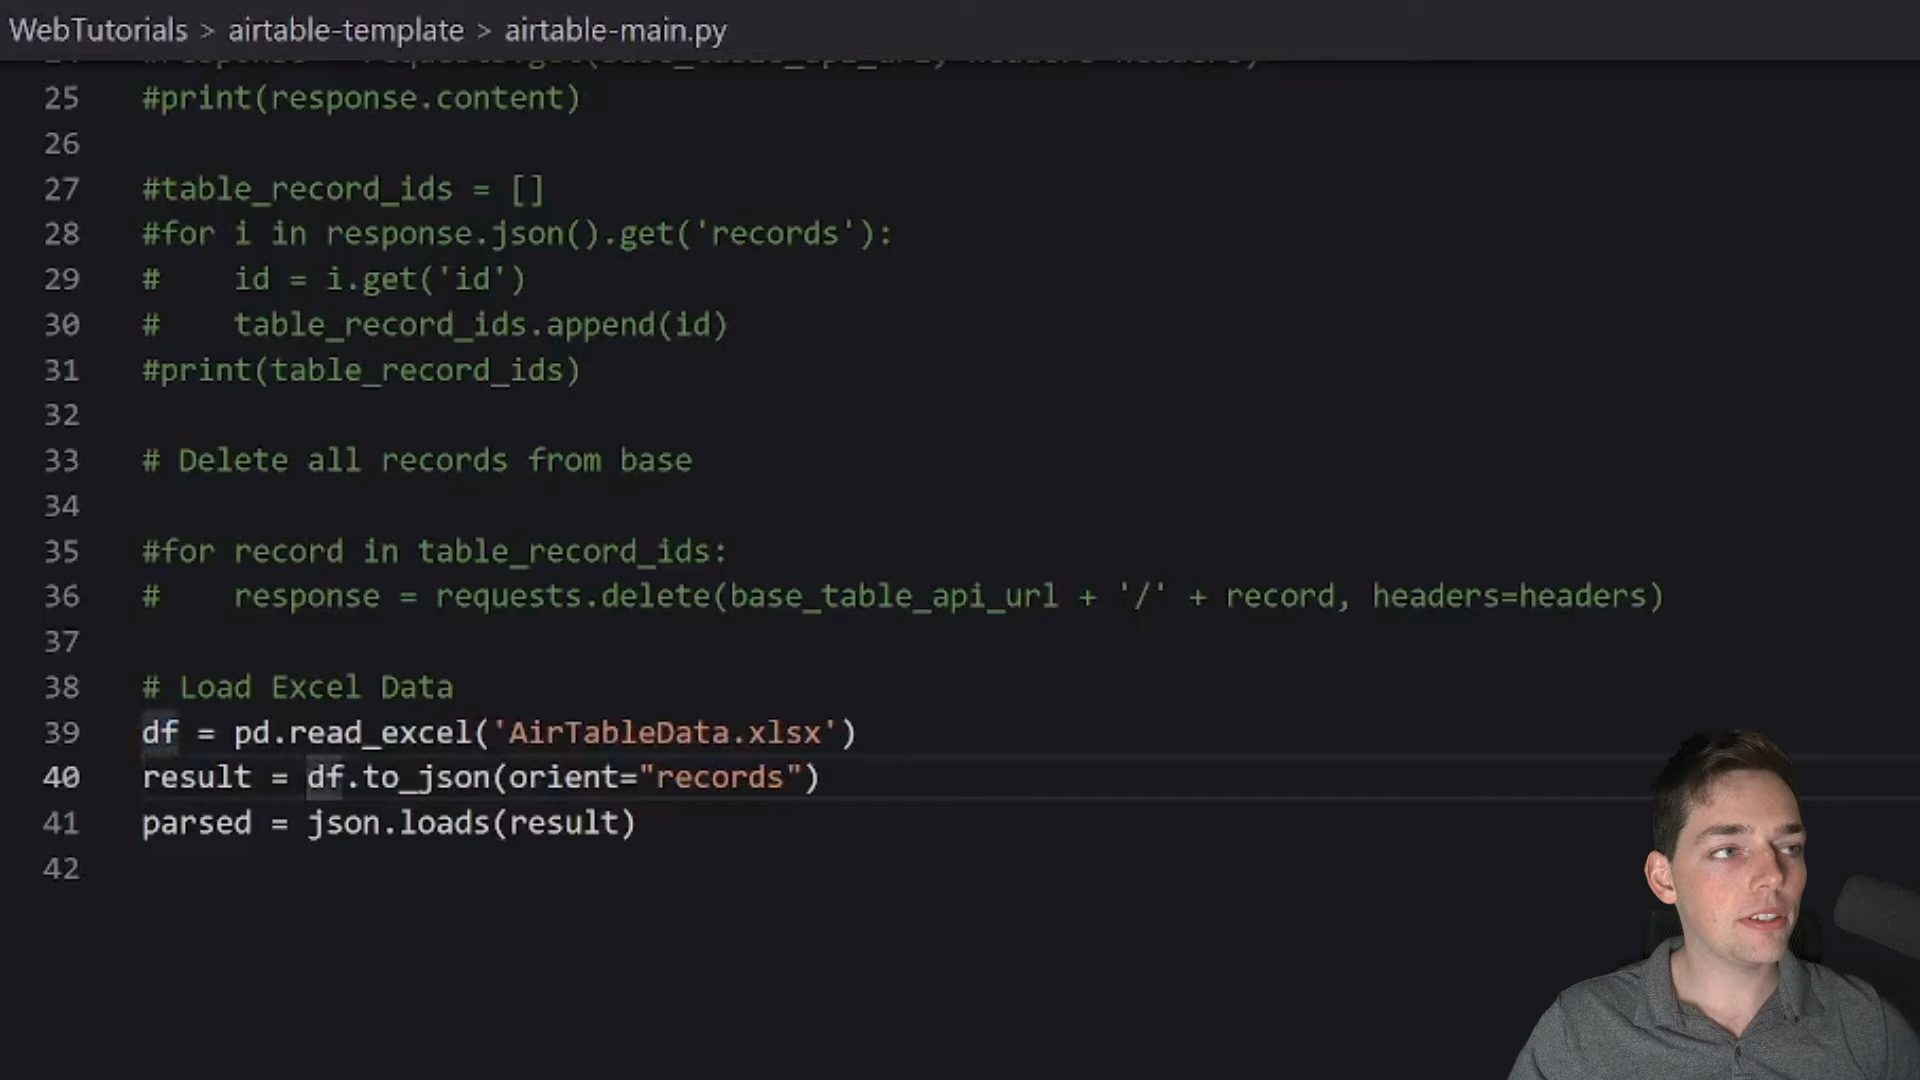 WebTutorials > airtable-template > airtable-main.py
25 #print(response.content)
26
27 #table_record_ids = []
28 #for i in response.json().get('records'):
29 #    id = i.get('id')
30 #    table_record_ids.append(id)
31 #print(table_record_ids)
32
33 # Delete all records from base
34
35 #for record in table_record_ids:
36 #    response = requests.delete(base_table_api_url + '/' + record, headers=headers)
37
38 # Load Excel Data
39 df = pd.read_excel('AirTableData.xlsx')
40 result = df.to_json(orient="records")
41 parsed = json.loads(result)
42